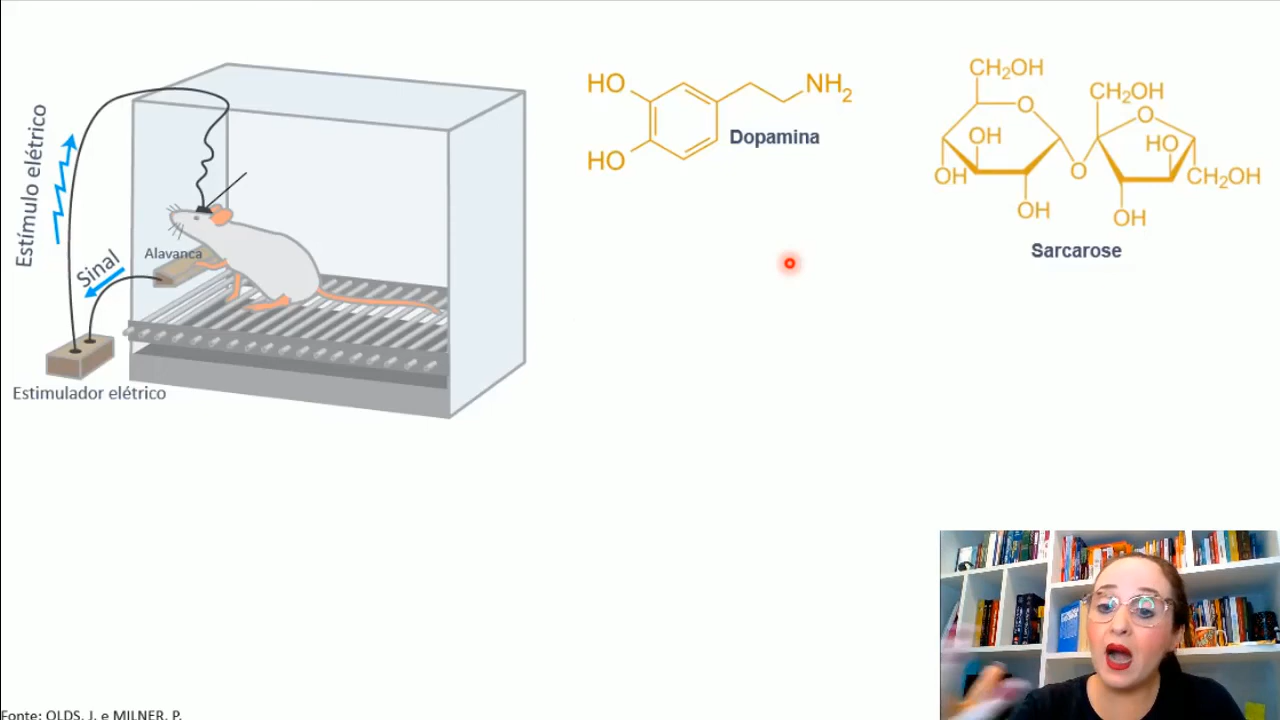 Estímulo elétrico
Sinal
Alavanca
Estimulador elétrico
HO
HO
NH₂
Dopamina
CH₂OH
O
OH
OH
OH
O
CH₂OH
O
HO
CH₂OH
OH
Sarcarose
Fonte: OLDS, J. e MILNER, P.